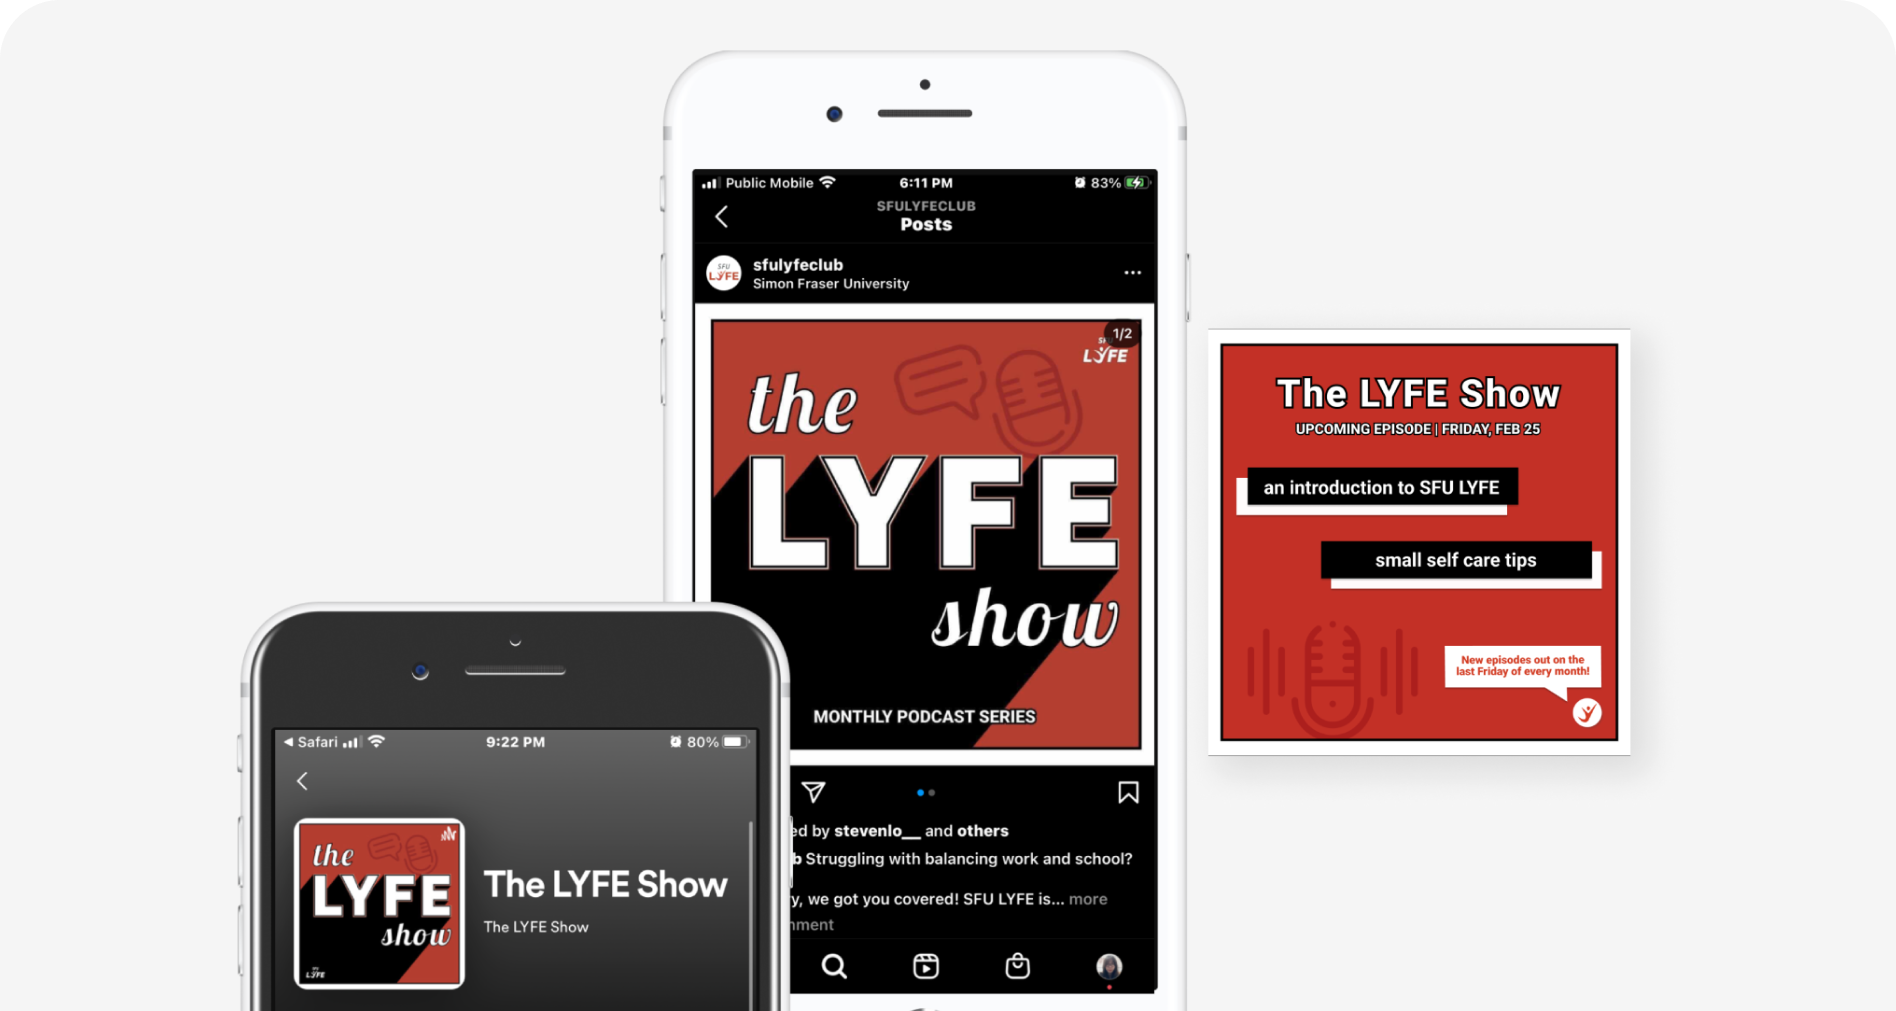 Public Mobile
6:11 PM
83%
SFULYFECLUB
Posts
SFU
LYFE
sfulyfeclub
Simon Fraser University
1/2
LYFE
the
LYFE
show
MONTHLY PODCAST SERIES
ed by stevenlo__ and others
b Struggling with balancing work and school?
y, we got you covered! SFU LYFE is... more
nment
Safari
9:22 PM
80%
the
LYFE
show
LYFE
The LYFE Show
The LYFE Show
The LYFE Show
UPCOMING EPISODE | FRIDAY, FEB 25
an introduction to SFU LYFE
small self care tips
New episodes out on the
last Friday of every month!